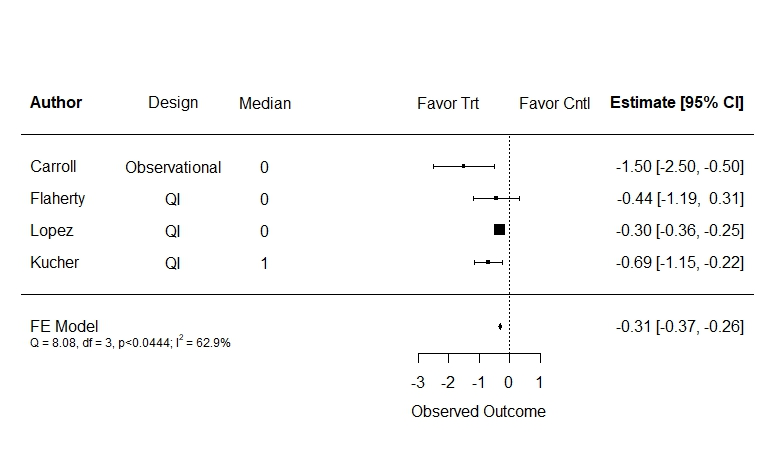 Author Design Median Favor Trt Favor Cntl Estimate [95% CI]
Carroll Observational 0 -1.50 [-2.50, -0.50]
Flaherty QI 0 -0.44 [-1.19, 0.31]
Lopez QI 0 -0.30 [-0.36, -0.25]
Kucher QI 1 -0.69 [-1.15, -0.22]
FE Model -0.31 [-0.37, -0.26]
Q = 8.08, df = 3, p<0.0444; I² = 62.9%
-3 -2 -1 0 1
Observed Outcome